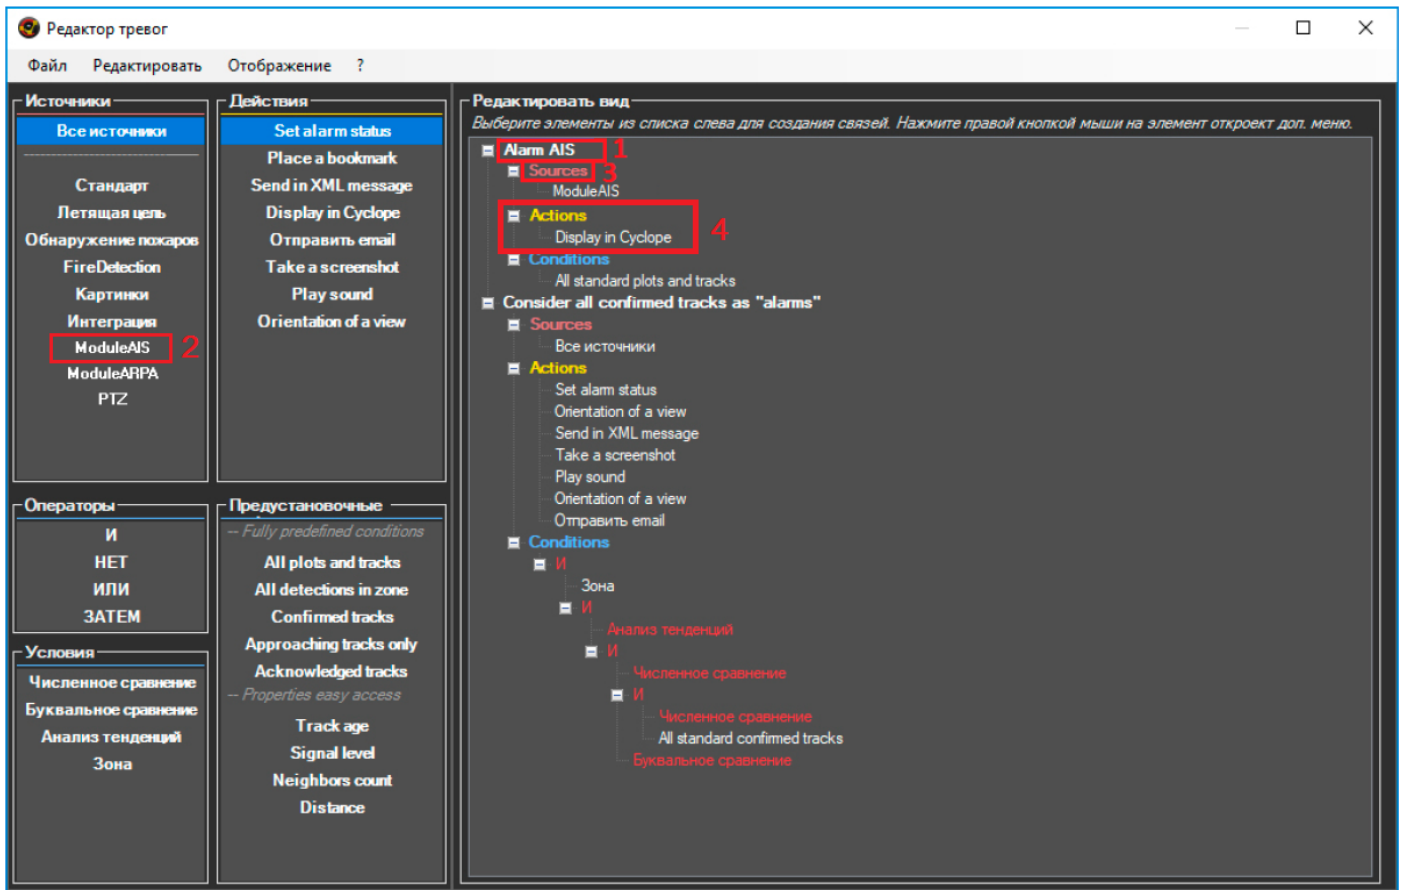 Редактор тревог
Файл Редактировать Отображение ?
Источники
Все источники
Стандарт
Летящая цель
Обнаружение пожаров
FireDetection
Картинки
Интеграция
ModuleAIS 2
ModuleARPA
PTZ
Действия
Set alarm status
Place a bookmark
Send in XML message
Display in Cyclope
Отправить email
Take a screenshot
Play sound
Orientation of a view
Операторы
И
НЕТ
ИЛИ
ЗАТЕМ
Условия
Численное сравнение
Буквальное сравнение
Анализ тенденций
Зона
Предустановочные
-- Fully predefined conditions
All plots and tracks
All detections in zone
Confirmed tracks
Approaching tracks only
Acknowledged tracks
-- Properties easy access
Track age
Signal level
Neighbors count
Distance
Редактировать вид
Выберите элементы из списка слева для создания связей. Нажмите правой кнопкой мыши на элемент откроект доп. меню.
Alarm AIS 1
Sources 3
ModuleAIS
Actions 4
Display in Cyclope
Conditions
All standard plots and tracks
Consider all confirmed tracks as "alarms"
Sources
Все источники
Actions
Set alarm status
Orientation of a view
Send in XML message
Take a screenshot
Play sound
Orientation of a view
Отправить email
Conditions
И
Зона
И
Анализ тенденций
И
Численное сравнение
И
Численное сравнение
All standard confirmed tracks
Буквальное сравнение